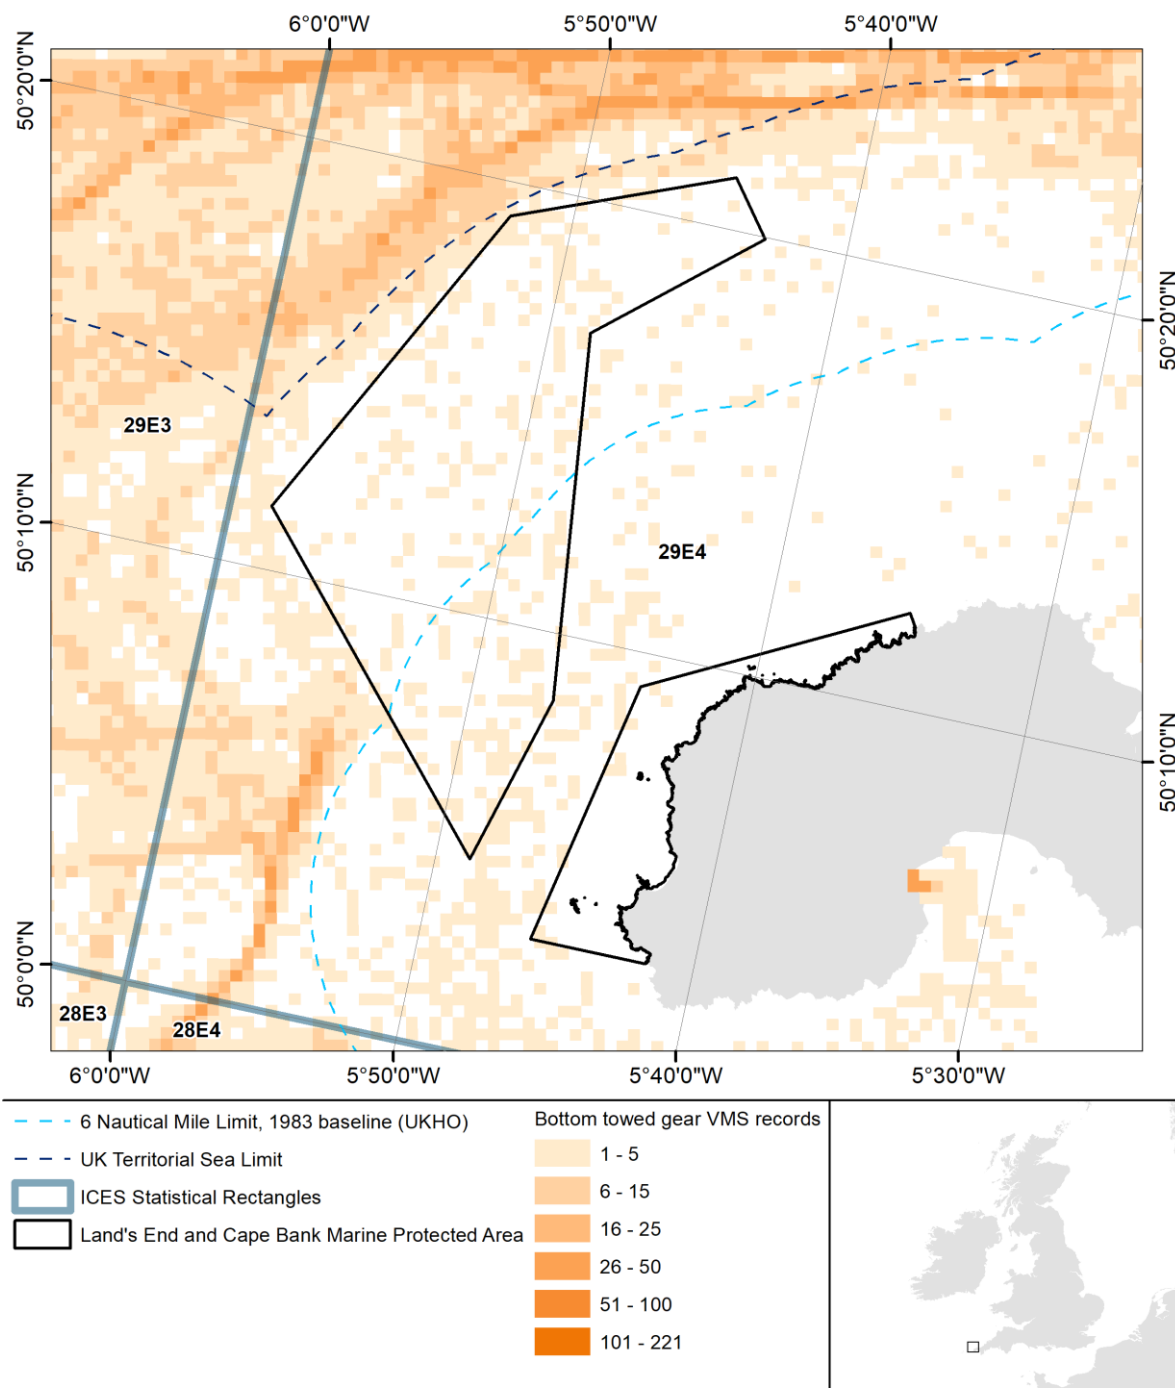 6°0'0"W 5°50'0"W 5°40'0"W
50°20'0"N
50°20'0"N
29E3
50°10'0"N
29E4
50°10'0"N
50°0'0"N
28E3
28E4
6°0'0"W 5°50'0"W 5°40'0"W 5°30'0"W
6 Nautical Mile Limit, 1983 baseline (UKHO)
UK Territorial Sea Limit
ICES Statistical Rectangles
Land's End and Cape Bank Marine Protected Area
Bottom towed gear VMS records
1 - 5
6 - 15
16 - 25
26 - 50
51 - 100
101 - 221